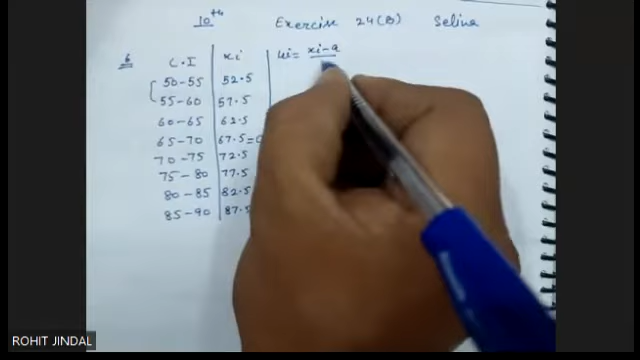 10th Exercise 24(B) Selina
6 C.I xi ui = xi-a
50-55 52.5
55-60 57.5
60-65 62.5
65-70 67.5=a
70-75 72.5
75-80 77.5
80-85 82.5
85-90 87.5
ROHIT JINDAL